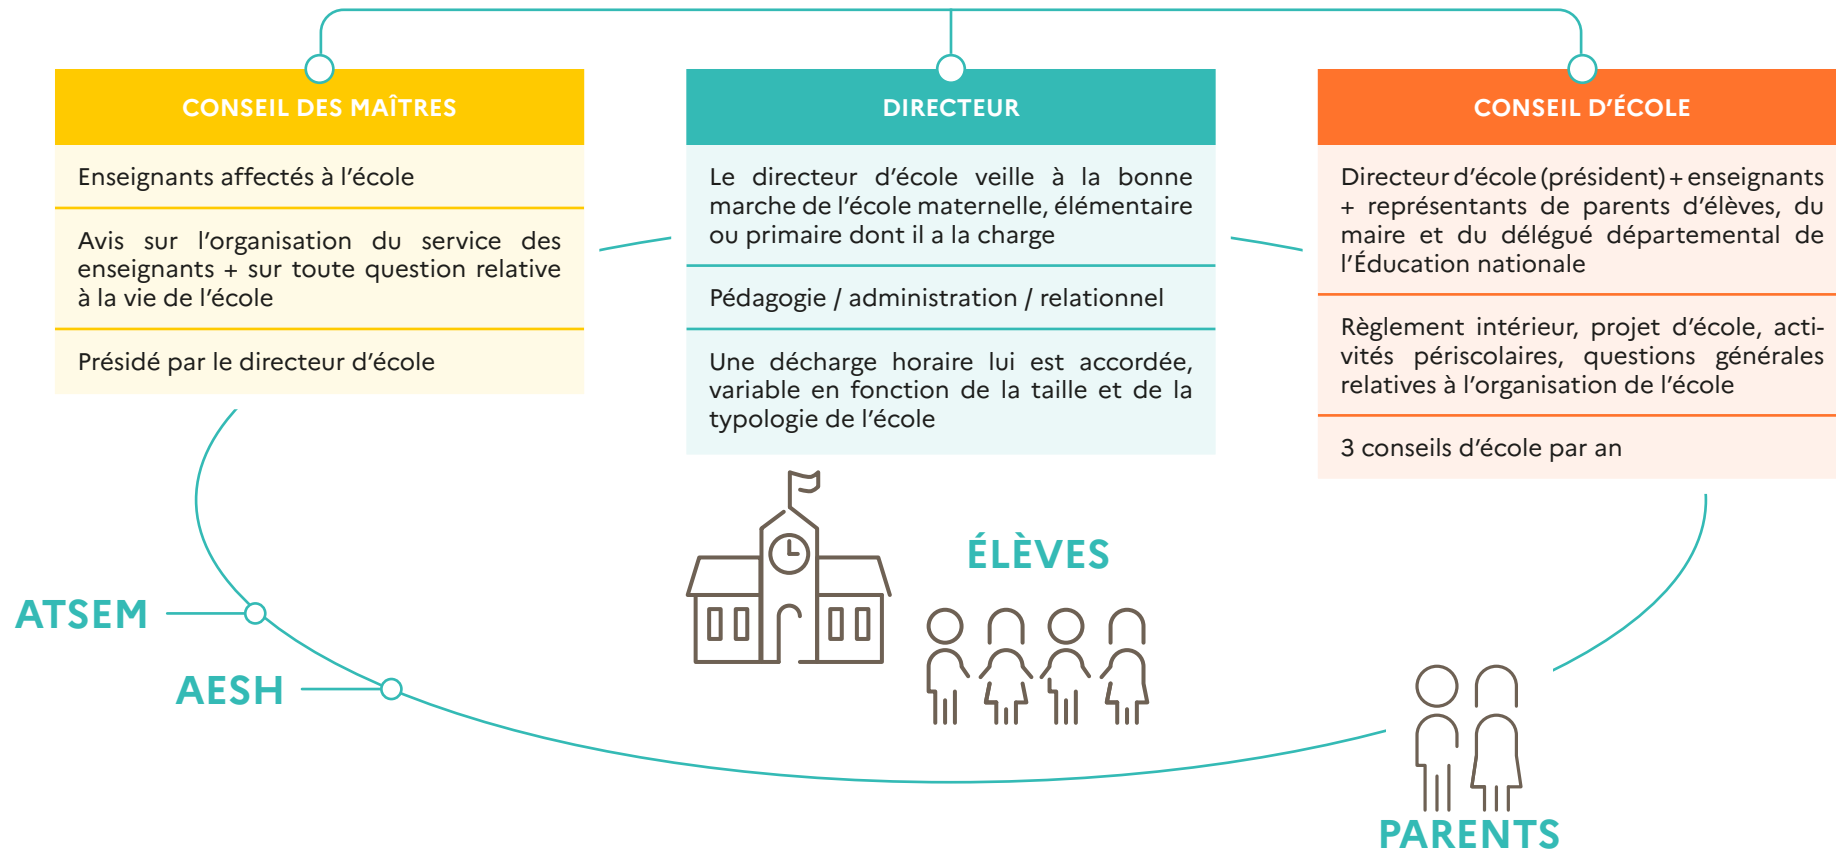 CONSEIL DES MAÎTRES
Enseignants affectés à l’école
Avis sur l’organisation du service des
enseignants + sur toute question relative
à la vie de l’école
Présidé par le directeur d’école
DIRECTEUR
Le directeur d’école veille à la bonne
marche de l’école maternelle, élémentaire
ou primaire dont il a la charge
Pédagogie / administration / relationnel
Une décharge horaire lui est accordée,
variable en fonction de la taille et de la
typologie de l’école
CONSEIL D’ÉCOLE
Directeur d’école (président) + enseignants
+ représentants de parents d’élèves, du
maire et du délégué départemental de
l’Éducation nationale
Règlement intérieur, projet d’école, acti-
vités périscolaires, questions générales
relatives à l’organisation de l’école
3 conseils d’école par an
ÉLÈVES
ATSEM
AESH
PARENTS